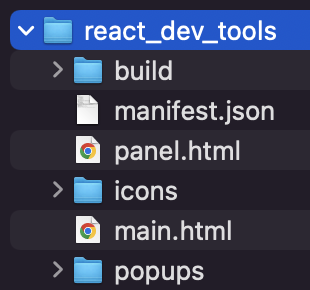 react_dev_tools
build
manifest.json
panel.html
icons
main.html
popups